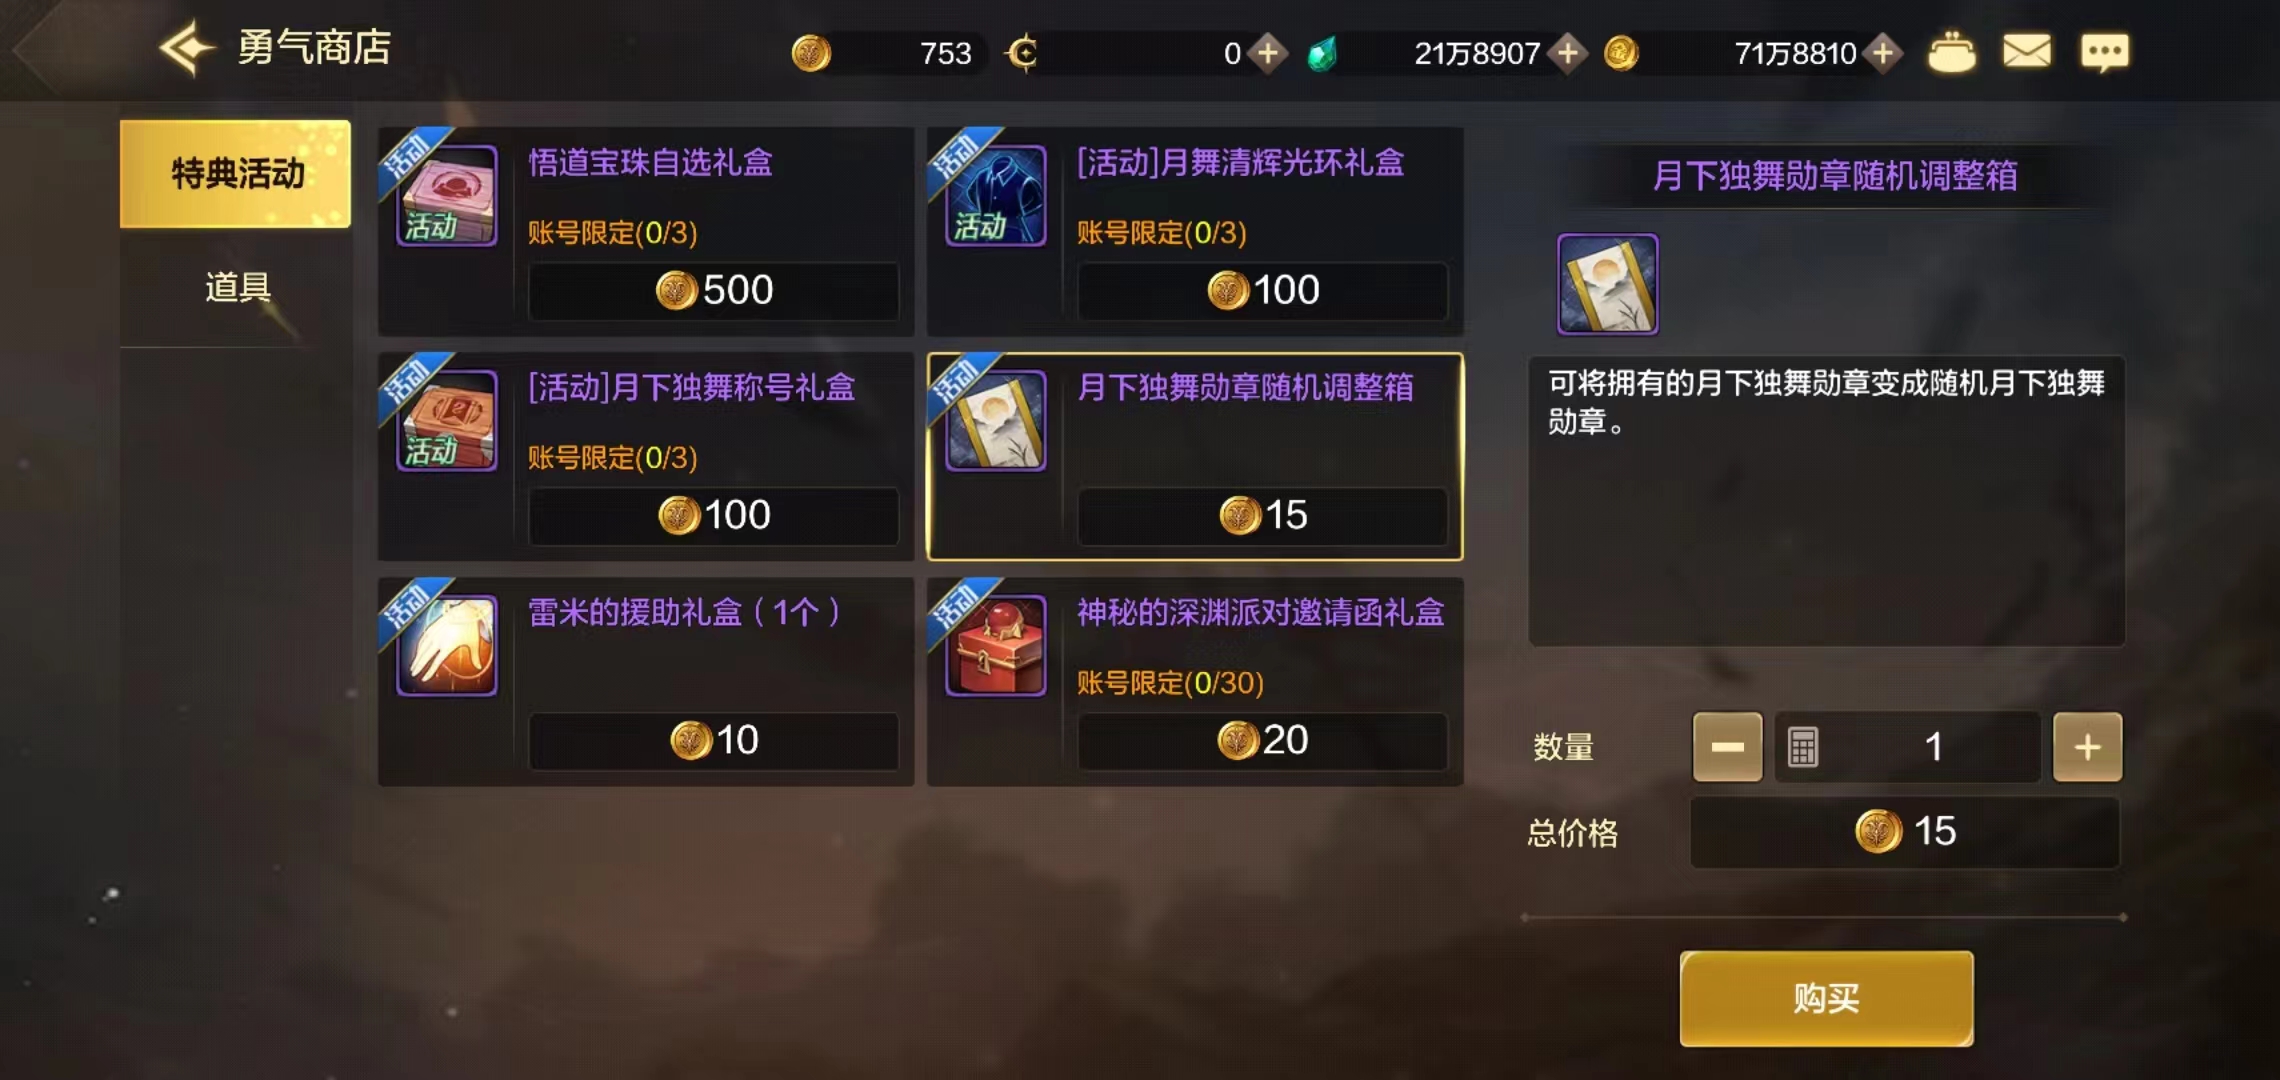 勇气商店
753
0
21万8907
71万8810
特典活动
道具
活动
活动
悟道宝珠自选礼盒
账号限定(0/3)
500
活动
活动
[活动]月舞清辉光环礼盒
账号限定(0/3)
100
活动
活动
[活动]月下独舞称号礼盒
账号限定(0/3)
100
活动
月下独舞勋章随机调整箱
15
活动
雷米的援助礼盒（1个）
10
活动
神秘的深渊派对邀请函礼盒
账号限定(0/30)
20
月下独舞勋章随机调整箱
可将拥有的月下独舞勋章变成随机月下独舞
勋章。
数量
1
总价格
15
购买